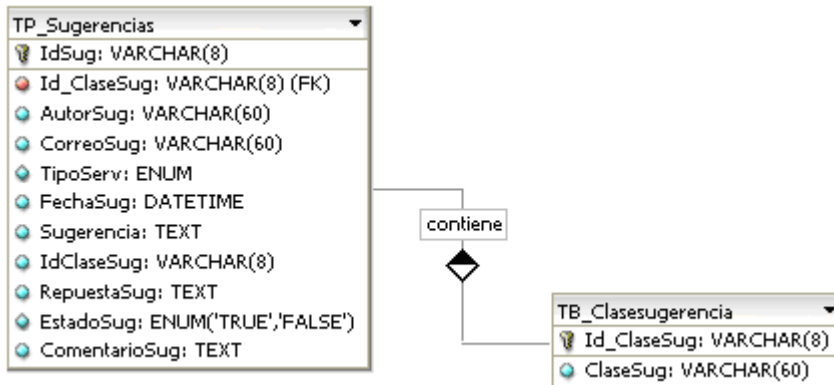 TP_Sugerencias
IdSug: VARCHAR(8)
Id_ClaseSug: VARCHAR(8) (FK)
AutorSug: VARCHAR(60)
CorreoSug: VARCHAR(60)
TipoServ: ENUM
FechaSug: DATETIME
Sugerencia: TEXT
IdClaseSug: VARCHAR(8)
RepuestaSug: TEXT
EstadoSug: ENUM('TRUE','FALSE')
ComentarioSug: TEXT
contiene
TB_Clasesugerencia
Id_ClaseSug: VARCHAR(8)
ClaseSug: VARCHAR(60)